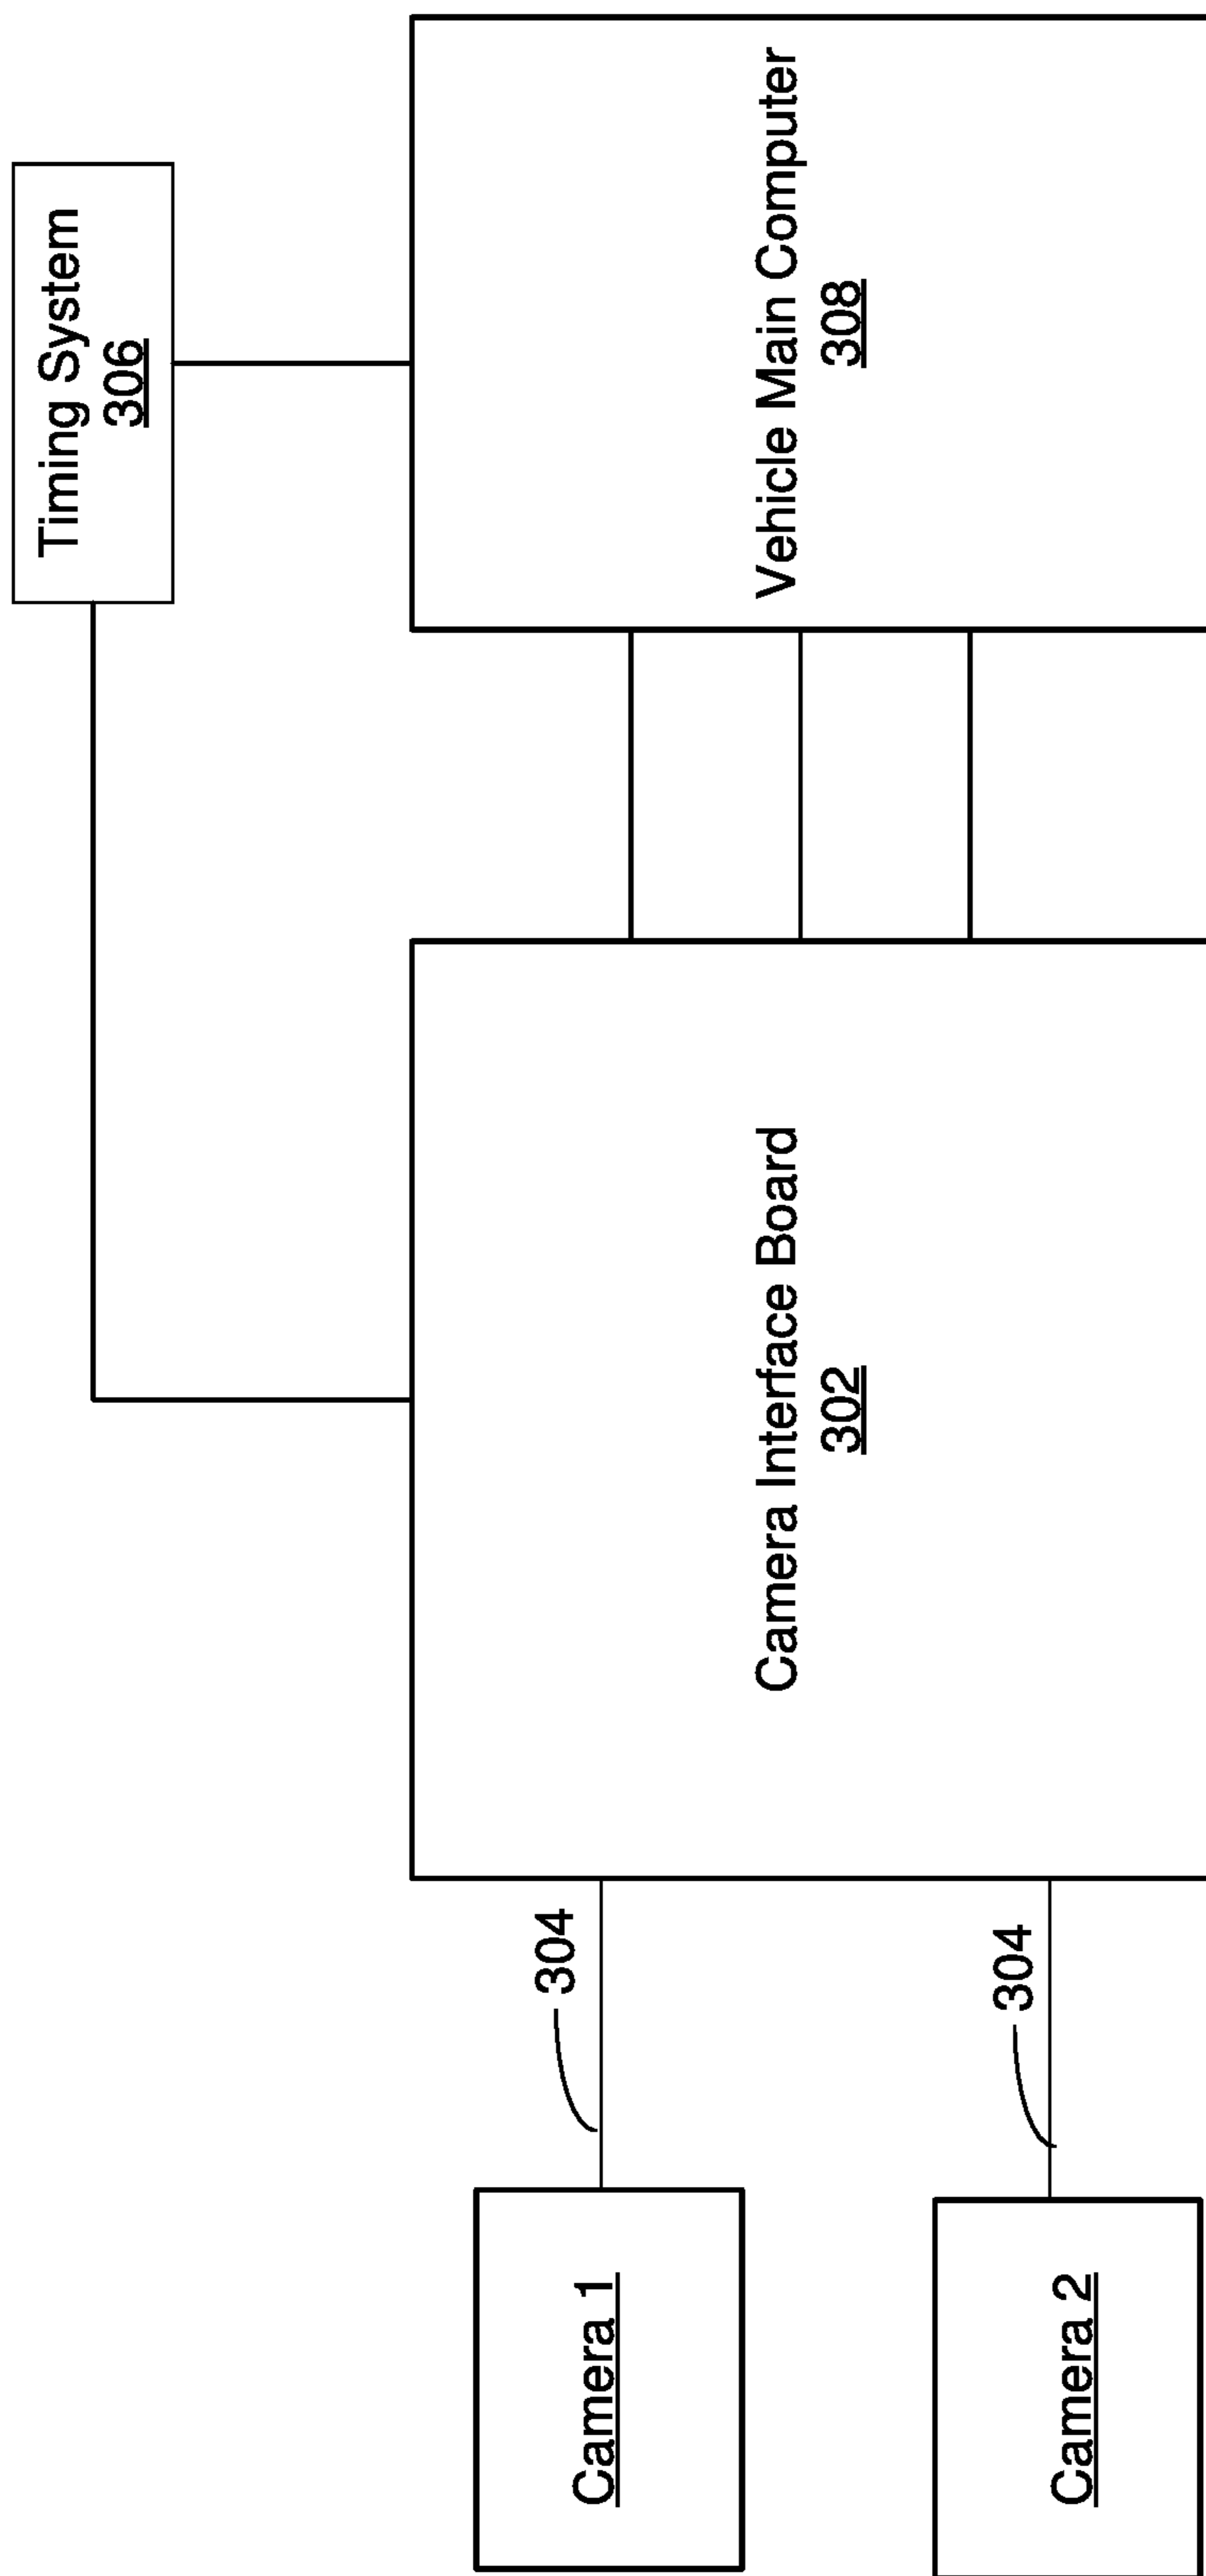 Timing System
306
Vehicle Main Computer
308
Camera Interface Board
302
304
304
Camera 1
Camera 2